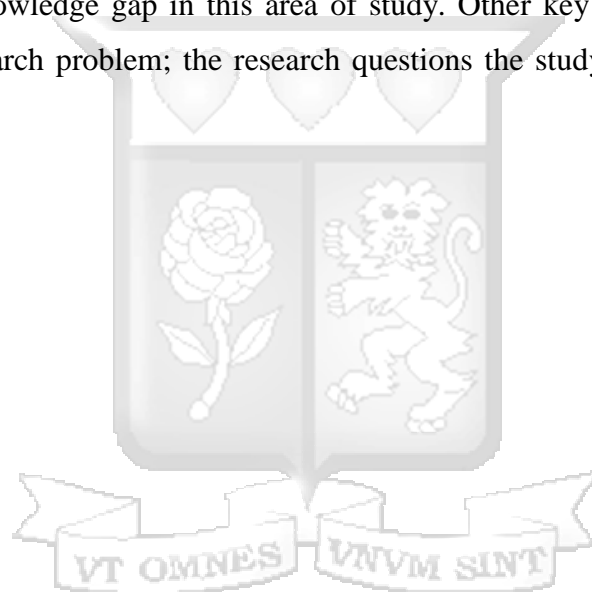 owledge gap in this area of study. Other key
arch problem; the research questions the study
VT OMNES VNVM SINT